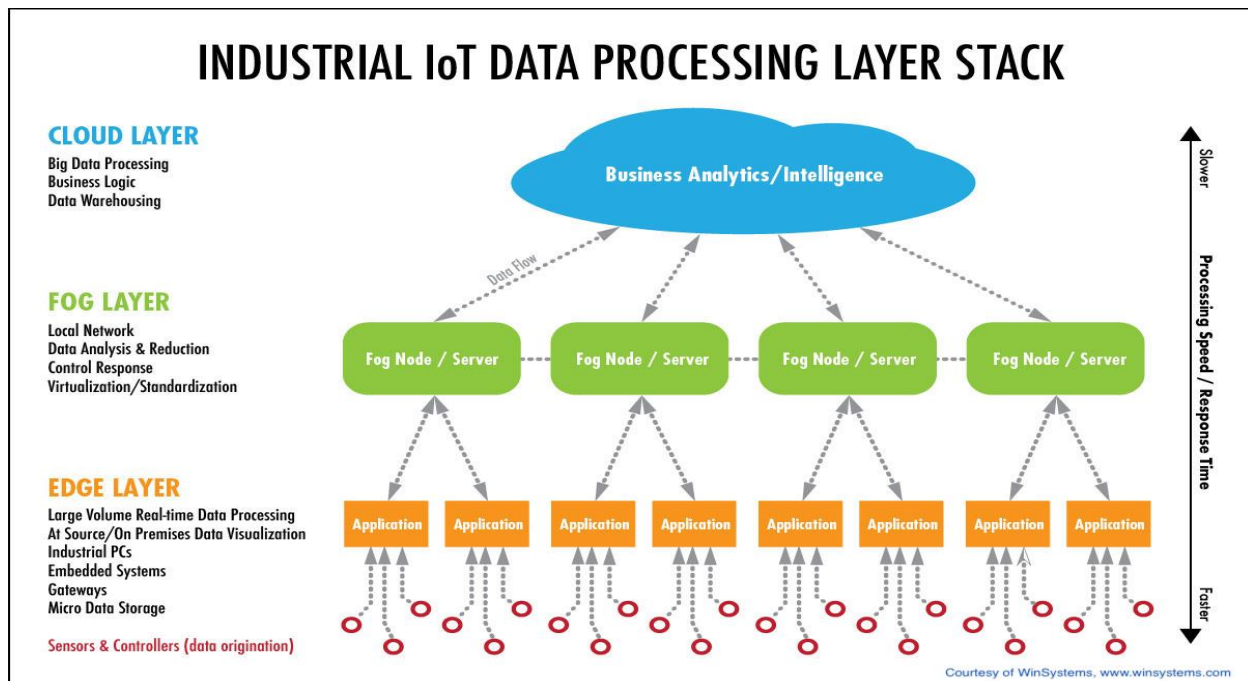 INDUSTRIAL IoT DATA PROCESSING LAYER STACK
CLOUD LAYER
Big Data Processing
Business Logic
Data Warehousing
Business Analytics/Intelligence
Data Flow
FOG LAYER
Local Network
Data Analysis & Reduction
Control Response
Virtualization/Standardization
Fog Node / Server
Fog Node / Server
Fog Node / Server
Fog Node / Server
EDGE LAYER
Large Volume Real-time Data Processing
At Source/On Premises Data Visualization
Industrial PCs
Embedded Systems
Gateways
Micro Data Storage
Application
Application
Application
Application
Application
Application
Application
Application
Sensors & Controllers (data origination)
Slower
Processing Speed / Response Time
Faster
Courtesy of WinSystems, www.winsystems.com